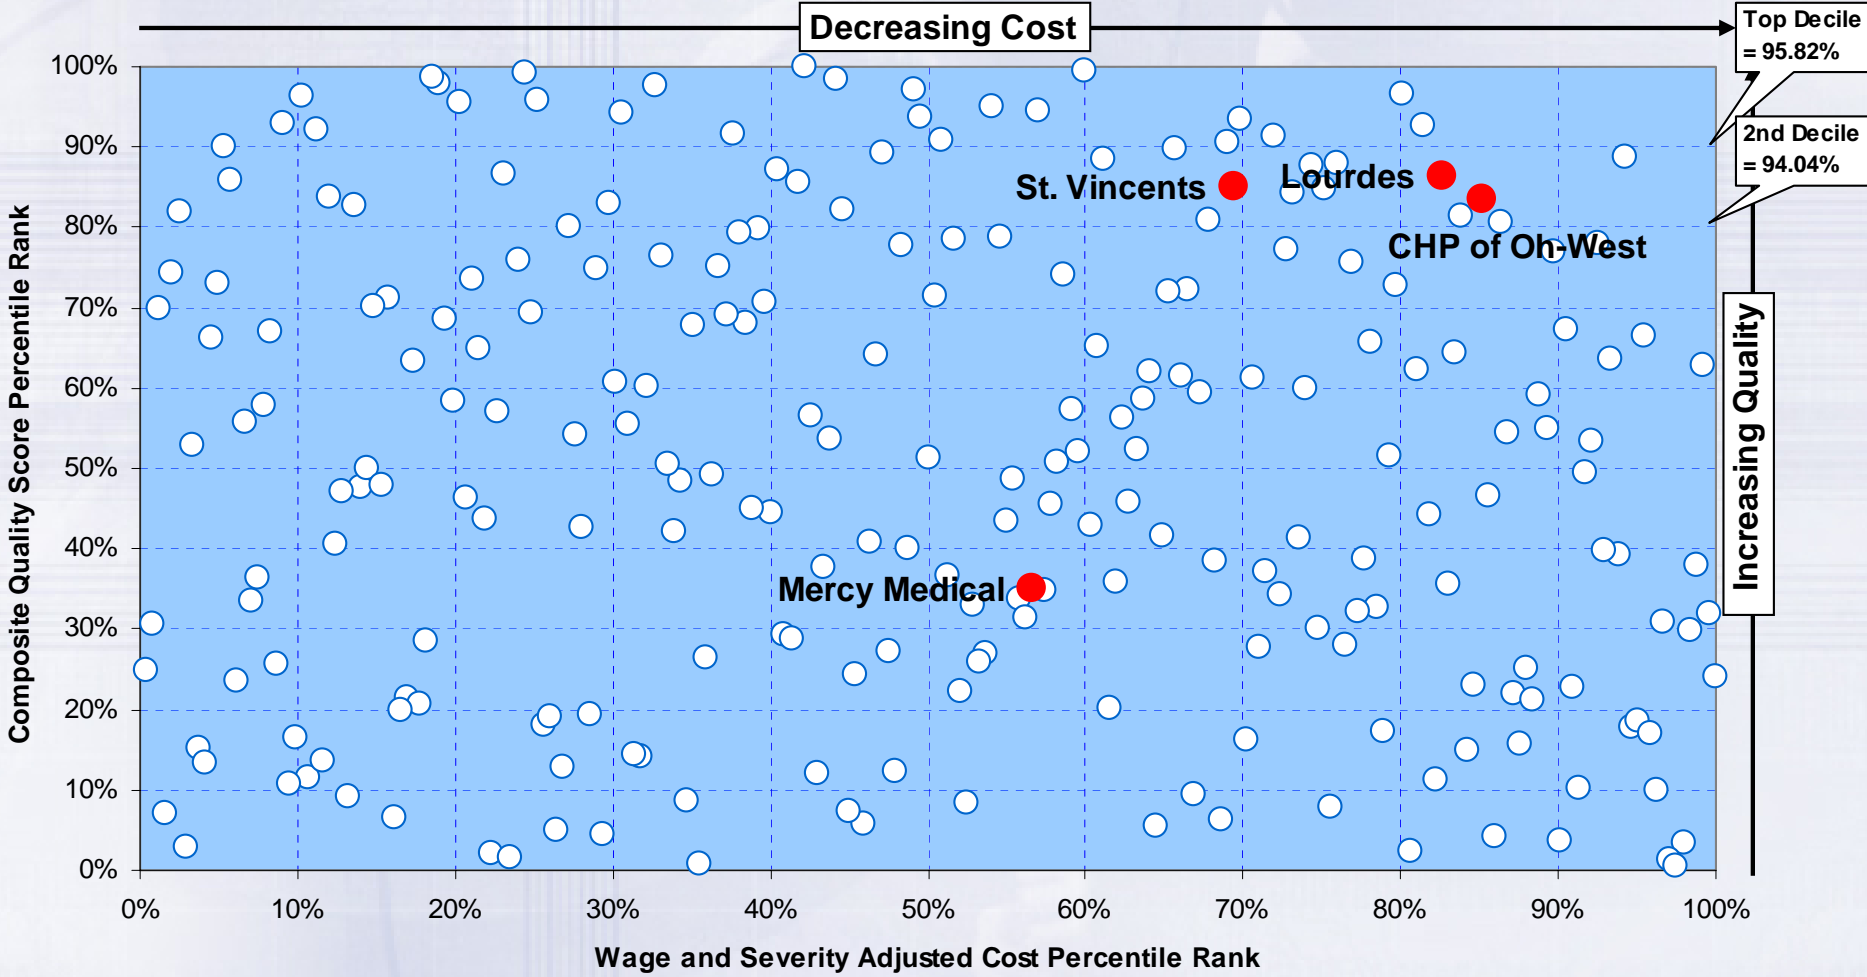 Decreasing Cost
Top Decile
= 95.82%
2nd Decile
= 94.04%
Increasing Quality
Composite Quality Score Percentile Rank
100%
90%
80%
70%
60%
50%
40%
30%
20%
10%
0%
St. Vincents
Lourdes
CHP of Oh-West
Mercy Medical
0% 10% 20% 30% 40% 50% 60% 70% 80% 90% 100%
Wage and Severity Adjusted Cost Percentile Rank